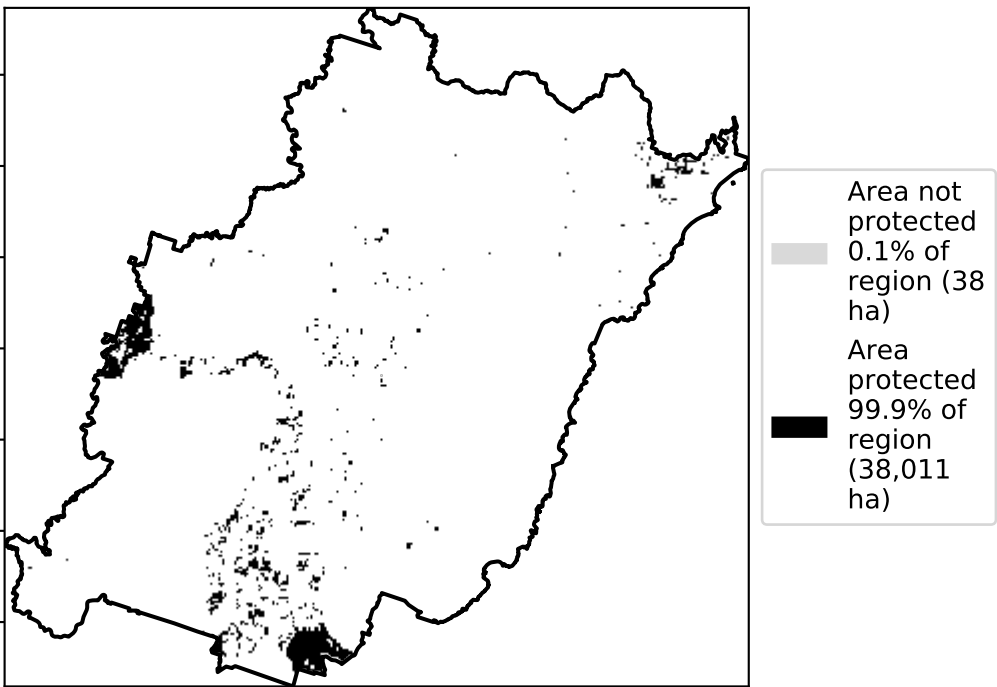 Area not
protected
0.1% of
region (38
ha)
Area
protected
99.9% of
region
(38,011
ha)